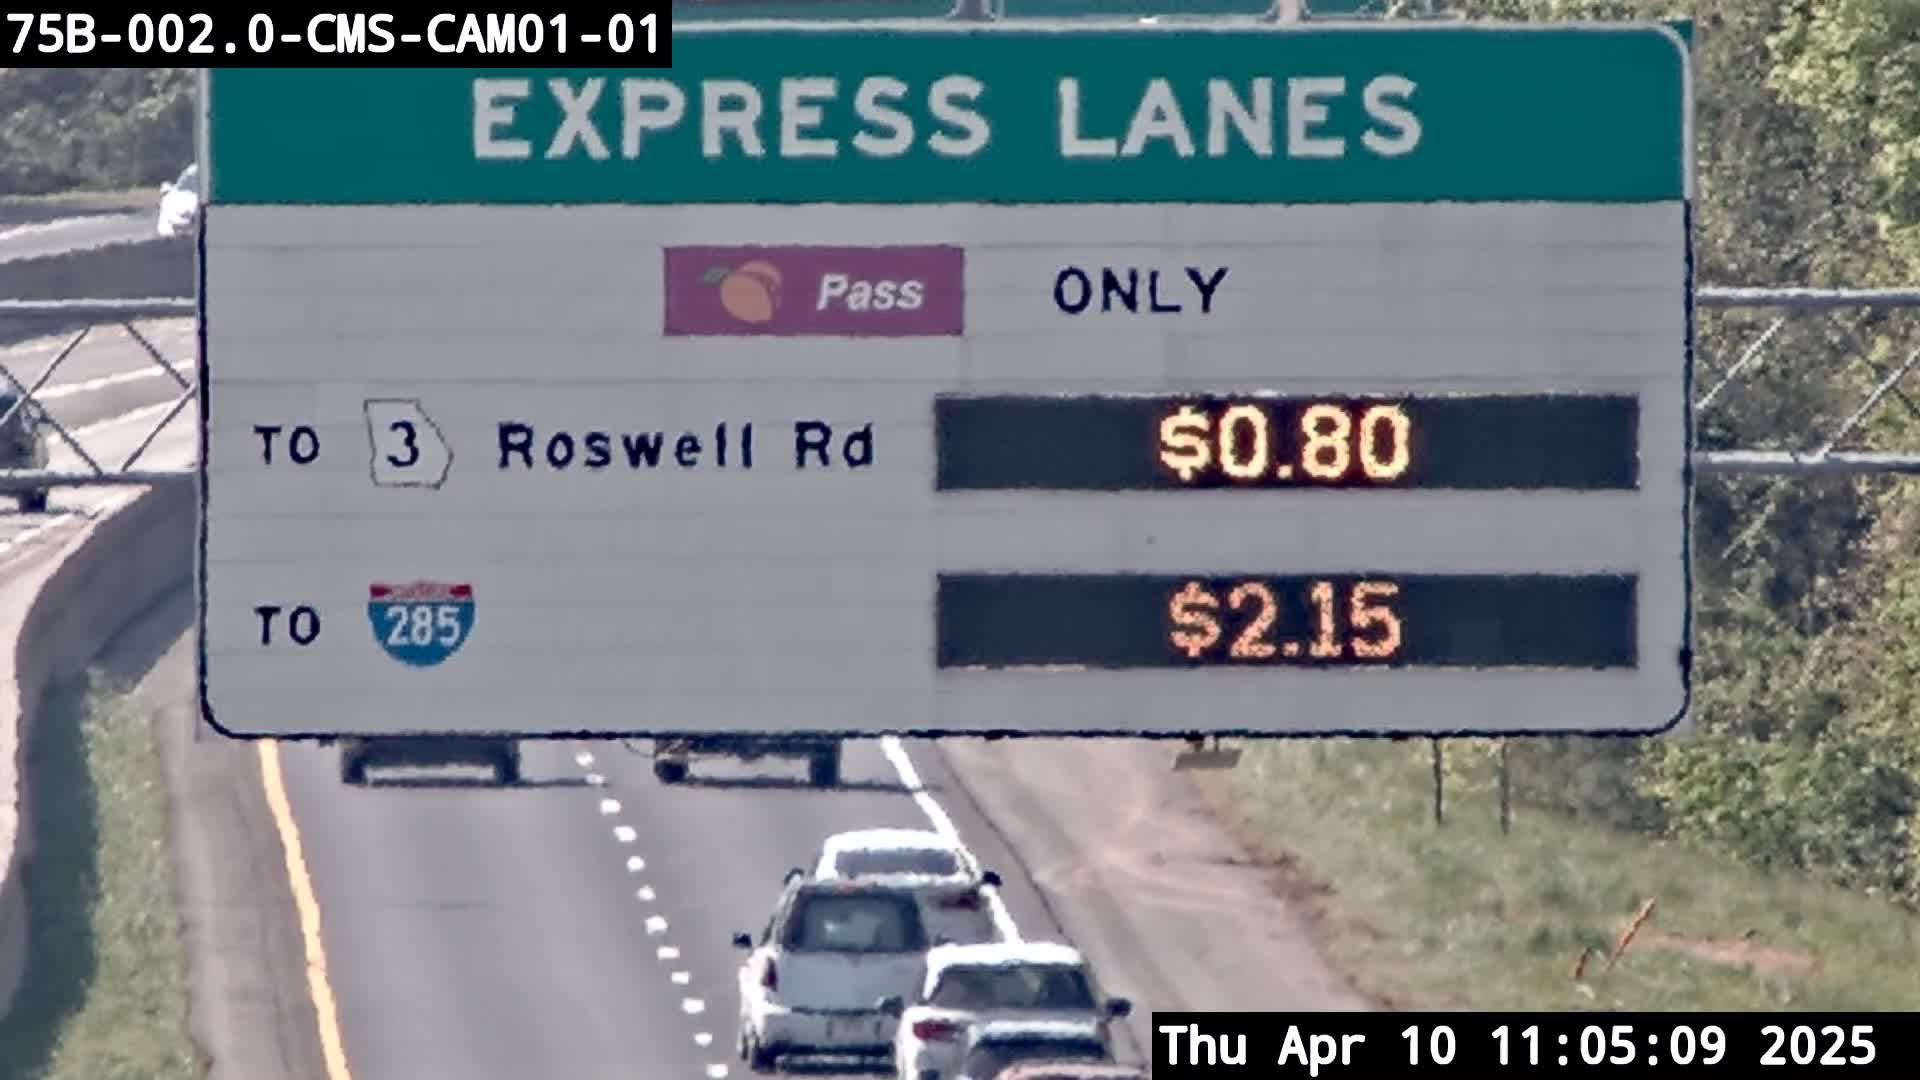 75B-002.0-CMS-CAM01-01
EXPRESS LANES
Pass ONLY
TO 3 Roswell Rd $0.80
TO 285 $2.15
Thu Apr 10 11:05:09 2025